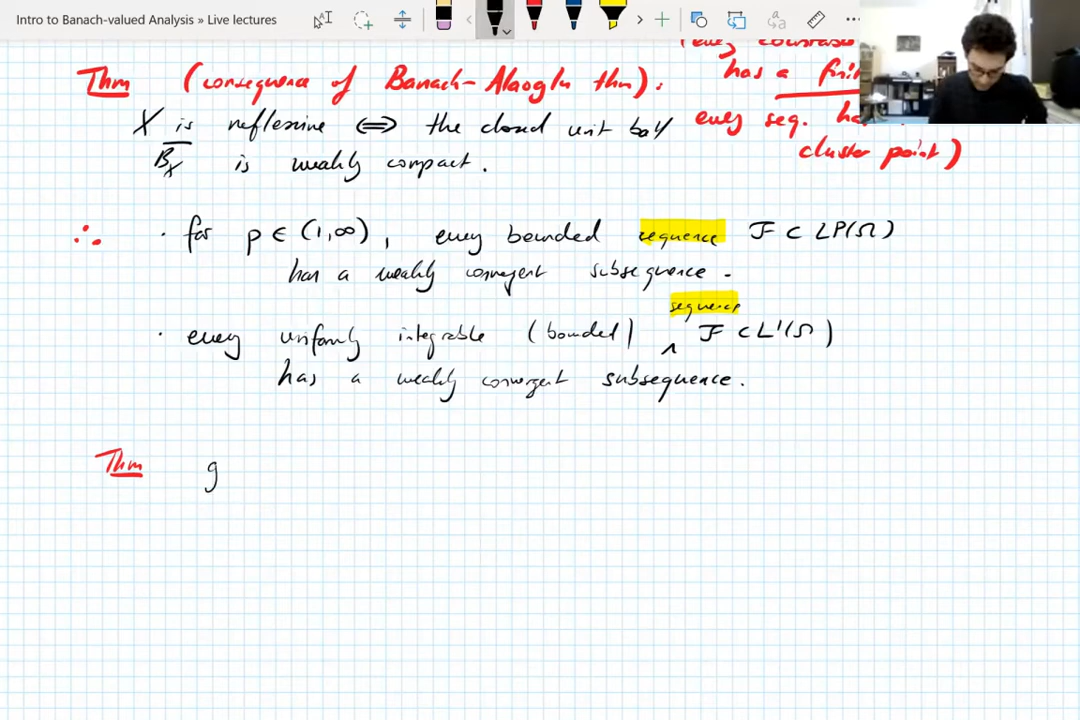 Intro to Banach-valued Analysis » Live lectures
Thm (consequence of Banach-Alaoglu thm):
X is reflexive ⟺ the closed unit ball
B_X is weakly compact.
has a
every seq.
cluster point)
∴ · for p ∈ (1,∞), every bounded sequence F ⊂ LP(Ω)
has a weakly convergent subsequence.
sequence
· every uniformly integrable (bounded) ^ F ⊂ L'(Ω)
has a weakly convergent subsequence.
Thm g